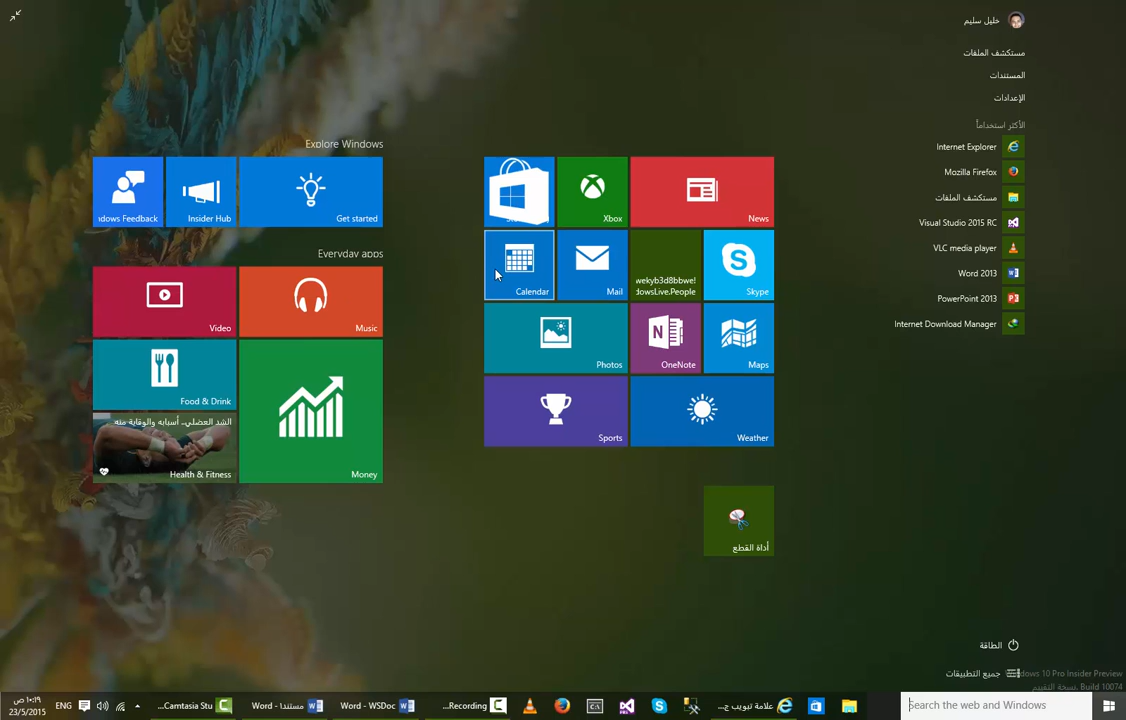 خليل سليم
مستكشف الملفات
المستندات
الإعدادات
الأكثر استخداماً
Internet Explorer
Mozilla Firefox
مستكشف الملفات
Visual Studio 2015 RC
VLC media player
Word 2013
PowerPoint 2013
Internet Download Manager
الطاقة
جميع التطبيقات
Explore Windows
dows Feedback
Insider Hub
Get started
Everyday apps
Video
Music
Food & Drink
الشد العضلي.. أسبابه والوقاية منه...
Health & Fitness
Money
Xbox
News
Calendar
Mail
wekyb3d8bbwe!
dowsLive.People
Skype
Photos
OneNote
Maps
Sports
Weather
أداة القطع
dows 10 Pro Insider Preview
نسخة التقييم. Build 10074
Search the web and Windows
علامة تبويب ج...
...Recording
Word - WSDoc
Word - مستندا
...Camtasia Stu
ENG
١٠:١٩ ص
23/5/2015